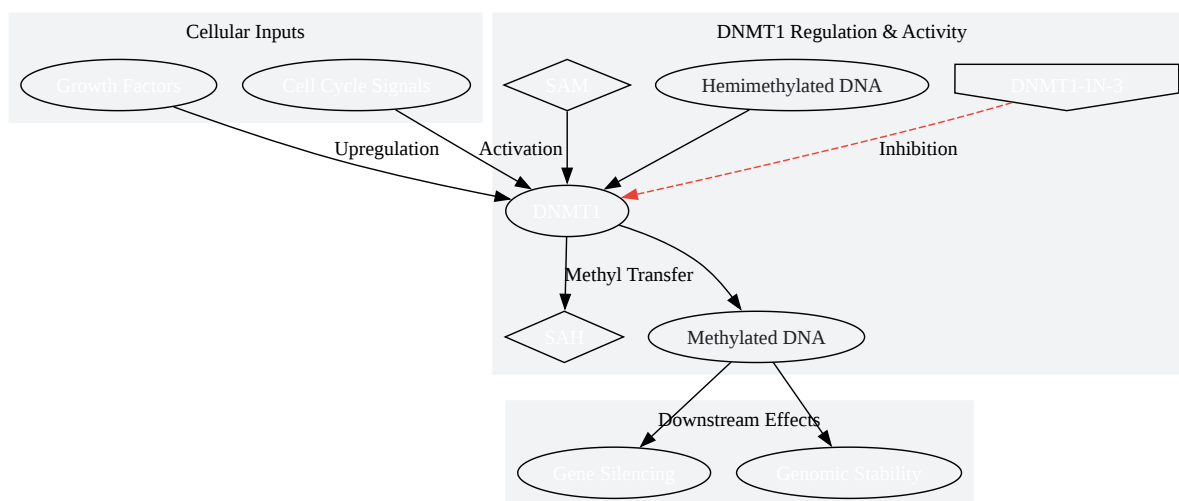 Cellular Inputs
DNMT1 Regulation & Activity
Growth Factors
Cell Cycle Signals
SAM
Hemimethylated DNA
DNMT1-IN-3
Upregulation
Activation
Inhibition
DNMT1
Methyl Transfer
SAH
Methylated DNA
Downstream Effects
Gene Silencing
Genomic Stability